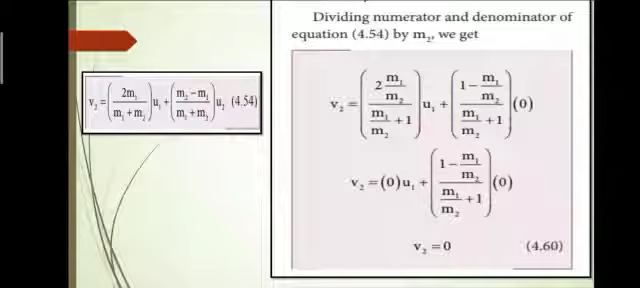 Dividing numerator and denominator of
equation (4.54) by m₂, we get
v₂ = (2m₁ / (m₁ + m₂)) u₁ + ((m₂ − m₁) / (m₁ + m₂)) u₂ (4.54)
v₂ = (2 m₁/m₂ / (m₁/m₂ + 1)) u₁ + ((1 − m₁/m₂) / (m₁/m₂ + 1)) (0)
v₂ = (0) u₁ + ((1 − m₁/m₂) / (m₁/m₂ + 1)) (0)
v₂ = 0 (4.60)